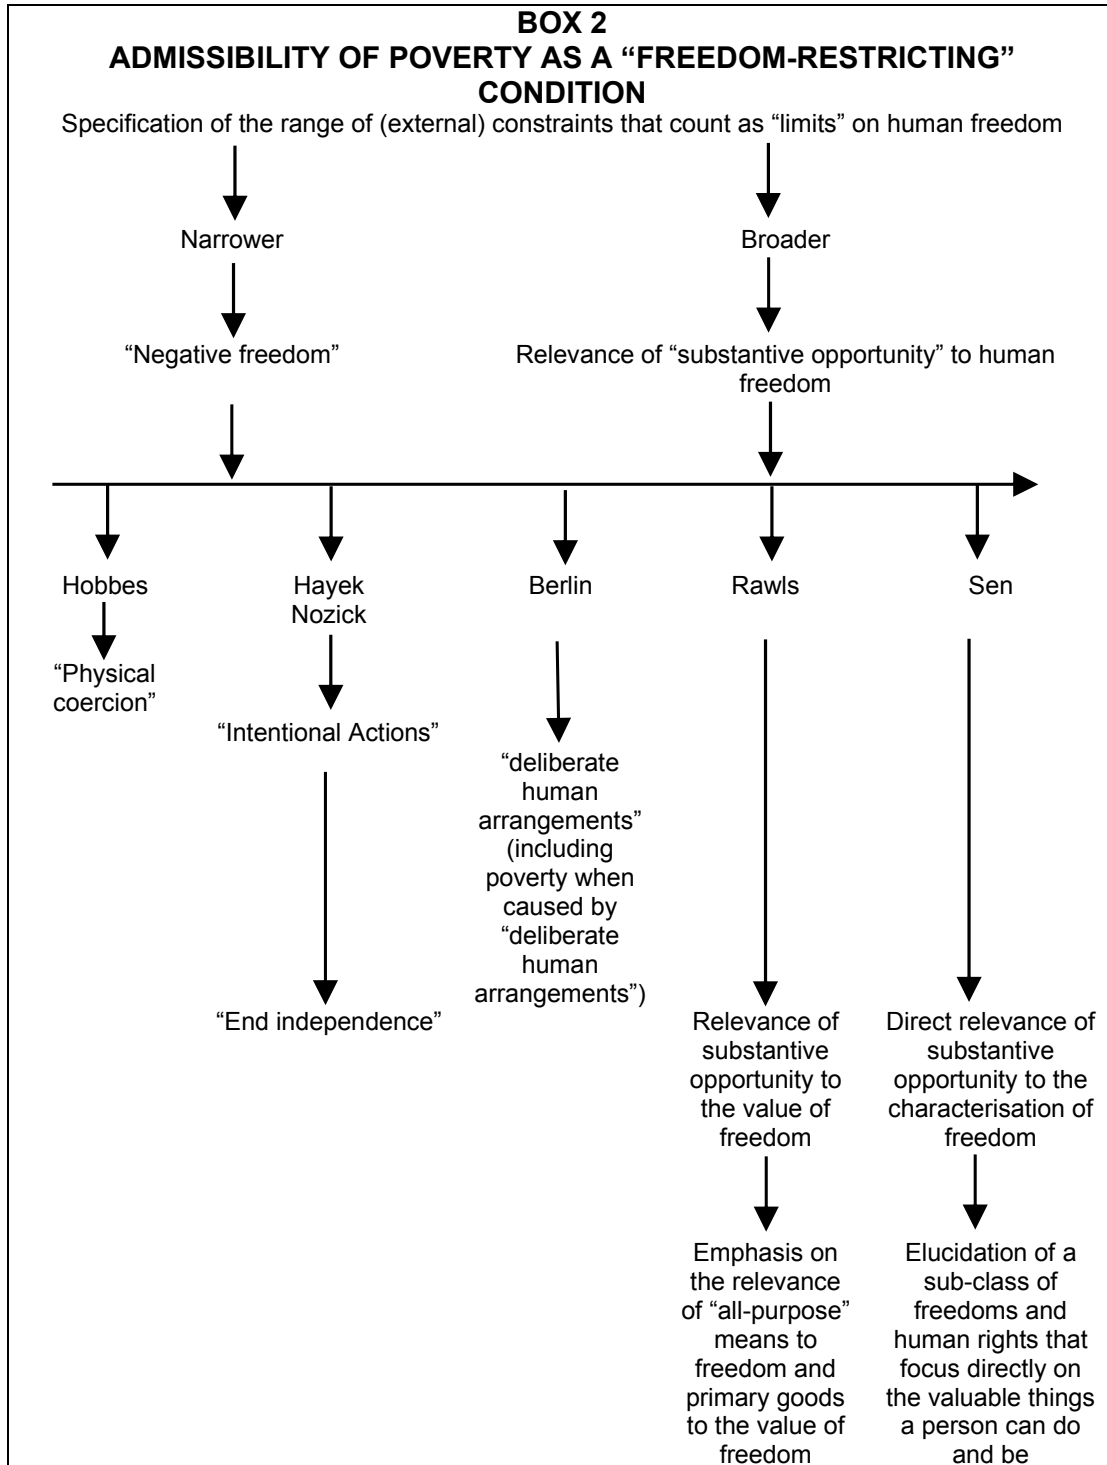 BOX 2
ADMISSIBILITY OF POVERTY AS A “FREEDOM-RESTRICTING”
CONDITION
Specification of the range of (external) constraints that count as “limits” on human freedom
Narrower
Broader
“Negative freedom”
Relevance of “substantive opportunity” to human
freedom
Hobbes
Hayek
Nozick
Berlin
Rawls
Sen
“Physical
coercion”
“Intentional Actions”
“End independence”
“deliberate
human
arrangements”
(including
poverty when
caused by
“deliberate
human
arrangements”)
Relevance of
substantive
opportunity to
the value of
freedom
Emphasis on
the relevance
of “all-purpose”
means to
freedom and
primary goods
to the value of
freedom
Direct relevance of
substantive
opportunity to the
characterisation of
freedom
Elucidation of a
sub-class of
freedoms and
human rights that
focus directly on
the valuable things
a person can do
and be